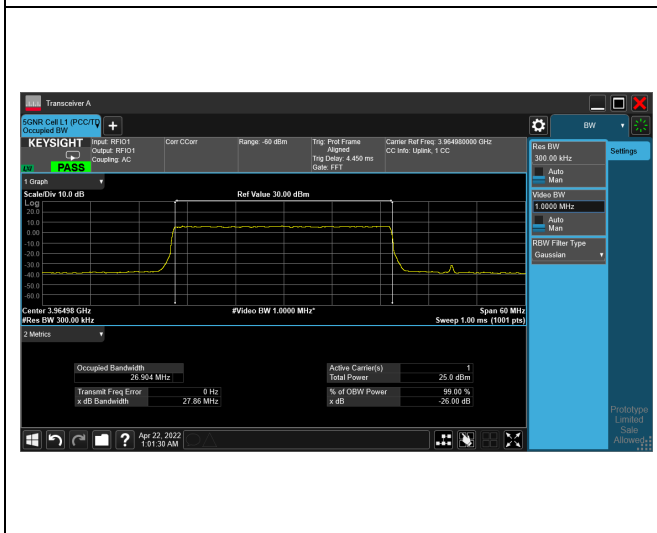 Transceiver A
5GNR Cell L1 (PCC/TD
Occupied BW
+
BW
KEYSIGHT
LV
PASS
Input: RFIO1
Output: RFIO1
Coupling: AC
Corr CCorr
Range: -60 dBm
Trig: Prot Frame
Aligned
Trig Delay: 4.450 ms
Gate: FFT
Carrier Ref Freq: 3.964980000 GHz
CC Info: Uplink, 1 CC
Res BW
300.00 kHz
Auto
Man
Video BW
1.0000 MHz
Auto
Man
RBW Filter Type
Gaussian
Settings
1 Graph
Scale/Div 10.0 dB
Ref Value 30.00 dBm
Log
20.0
10.0
0.00
-10.0
-20.0
-30.0
-40.0
-50.0
-60.0
Center 3.96498 GHz
#Video BW 1.0000 MHz*
Span 60 MHz
#Res BW 300.00 kHz
Sweep 1.00 ms (1001 pts)
2 Metrics
Occupied Bandwidth
26.904 MHz
Active Carrier(s) 1
Total Power 25.0 dBm
Transmit Freq Error 0 Hz
x dB Bandwidth 27.86 MHz
% of OBW Power 99.00 %
x dB -26.00 dB
Prototype
Limited
Sale
Allowed
?
Apr 22, 2022
1:01:30 AM